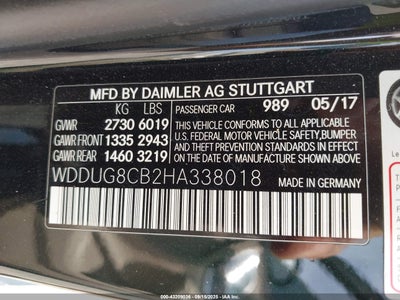 MFD BY DAIMLER AG STUTTGART
KG LBS PASSENGER CAR 989 05/17
GVWR 2730 6019 THIS VEHICLE CONFORMS TO ALL APPLICABLE
GAWR FRONT 1335 2943 U.S. FEDERAL MOTOR VEHICLE SAFETY,BUMPER
GAWR REAR 1460 3219 AND THEFT PREVENTION STANDARDS IN EFFECT
ON THE DATE OF MANUFACTURE SHOWN ABOVE.
WDDUG8CB2HA338018 MADE IN GERMANY